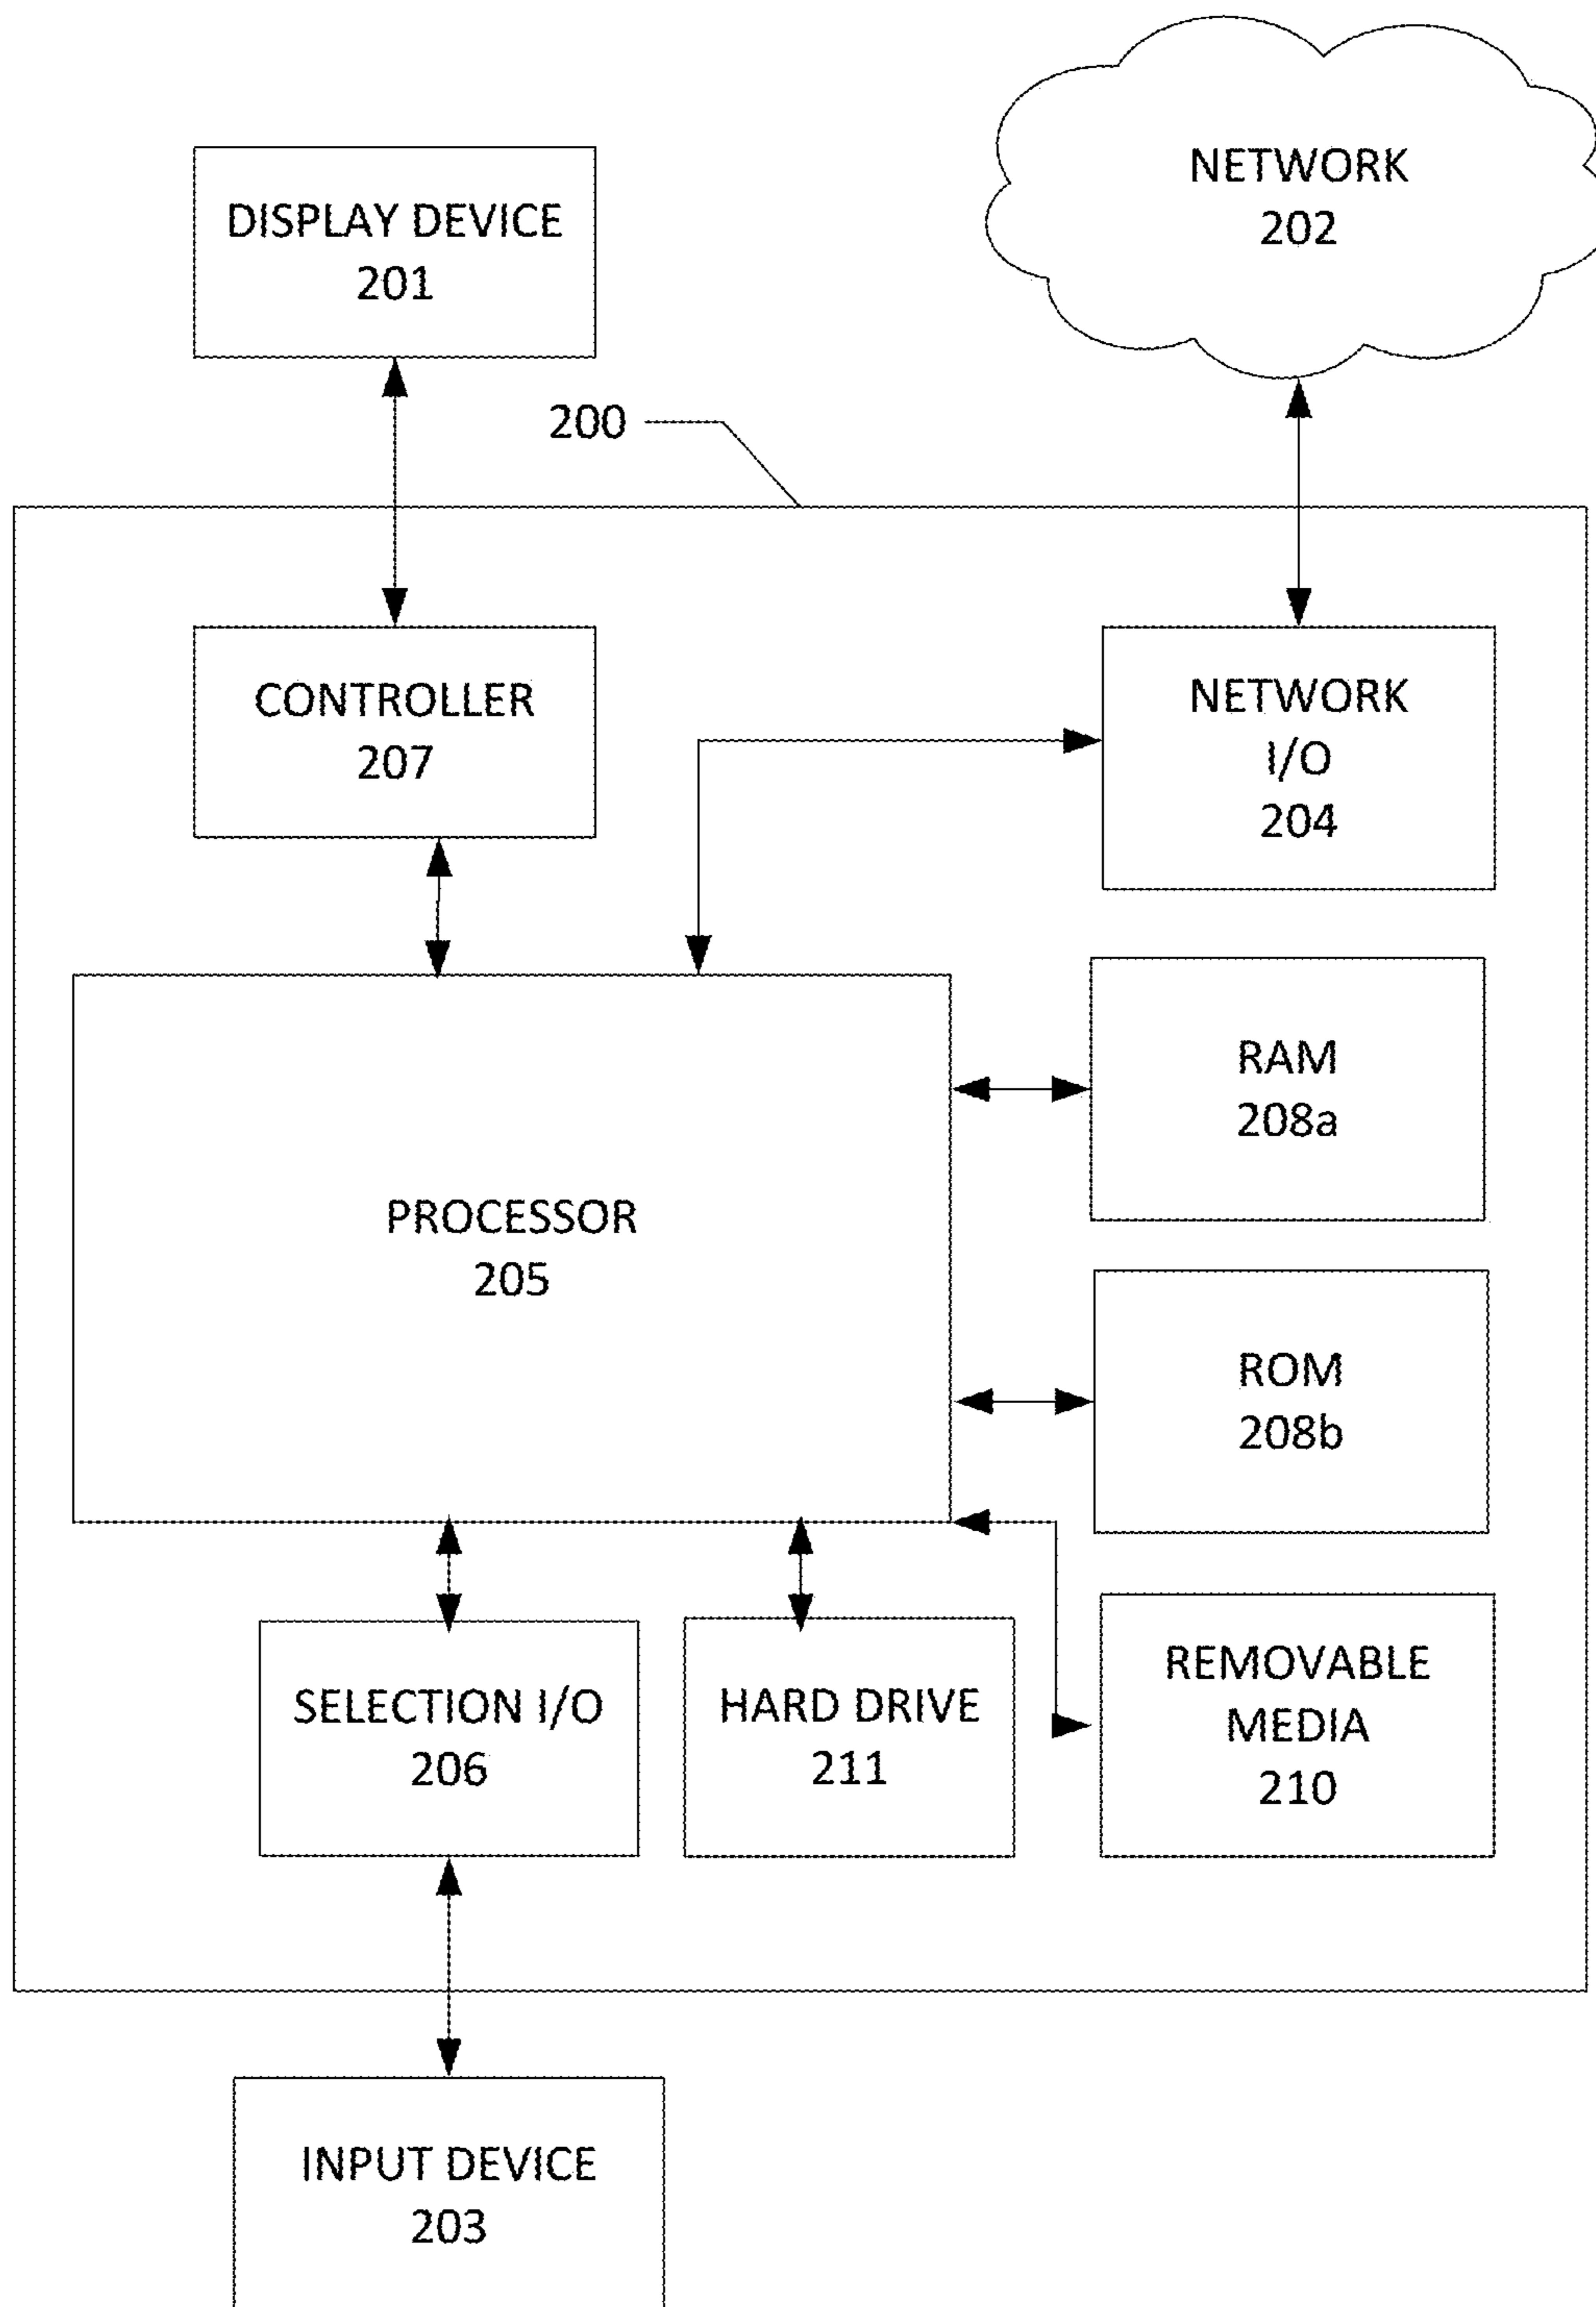 NETWORK
202
DISPLAY DEVICE
201
200
CONTROLLER
207
NETWORK
I/O
204
RAM
208a
PROCESSOR
205
ROM
208b
SELECTION I/O
206
HARD DRIVE
211
REMOVABLE
MEDIA
210
INPUT DEVICE
203